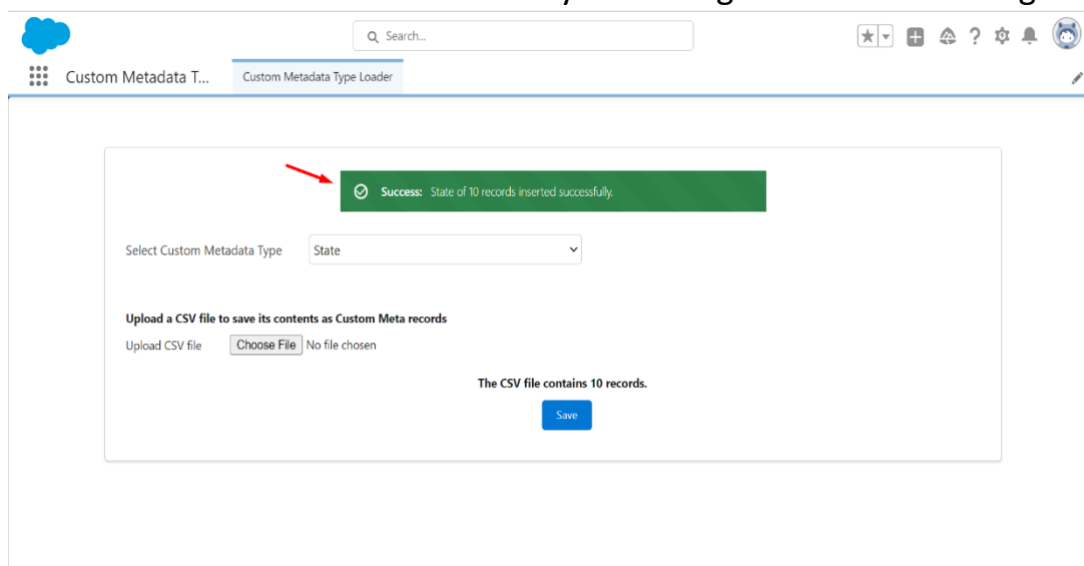 Search...
Custom Metadata T... Custom Metadata Type Loader
Success: State of 10 records inserted successfully.
Select Custom Metadata Type State
Upload a CSV file to save its contents as Custom Meta records
Upload CSV file Choose File No file chosen
The CSV file contains 10 records.
Save